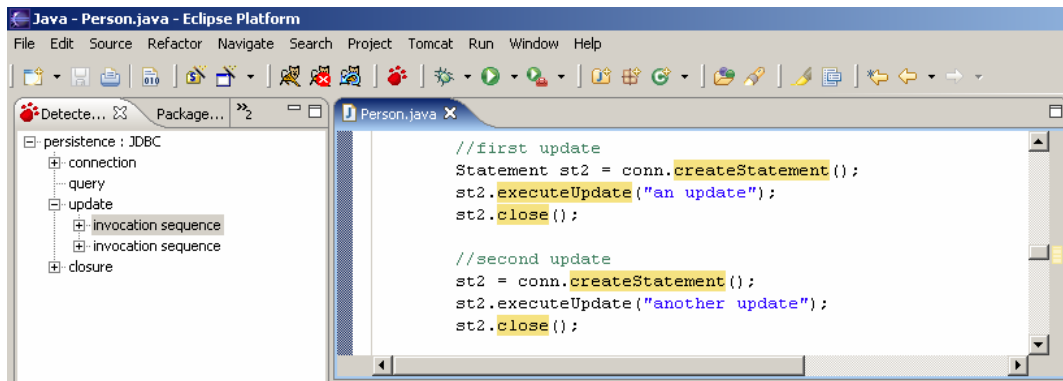 Java - Person.java - Eclipse Platform
File Edit Source Refactor Navigate Search Project Tomcat Run Window Help
Detecte... Package... »2
Person.java
persistence : JDBC
connection
query
update
invocation sequence
invocation sequence
closure
//first update
Statement st2 = conn.createStatement();
st2.executeUpdate("an update");
st2.close();
//second update
st2 = conn.createStatement();
st2.executeUpdate("another update");
st2.close();